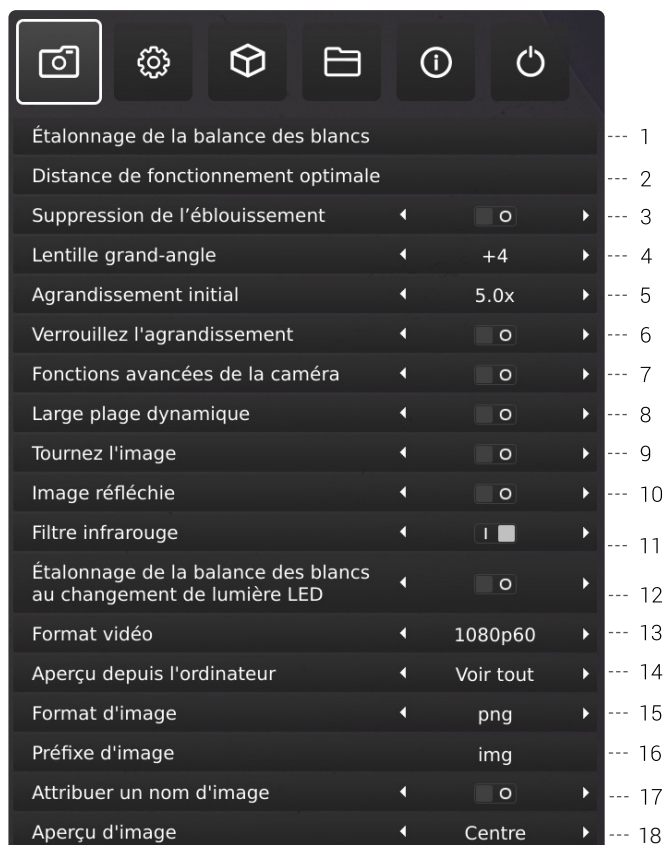 Étalonnage de la balance des blancs --- 1
Distance de fonctionnement optimale --- 2
Suppression de l’éblouissement --- 3
Lentille grand-angle +4 --- 4
Agrandissement initial 5.0x --- 5
Verrouillez l'agrandissement --- 6
Fonctions avancées de la caméra --- 7
Large plage dynamique --- 8
Tournez l'image --- 9
Image réfléchie --- 10
Filtre infrarouge --- 11
Étalonnage de la balance des blancs
au changement de lumière LED --- 12
Format vidéo 1080p60 --- 13
Aperçu depuis l'ordinateur Voir tout --- 14
Format d'image png --- 15
Préfixe d'image img --- 16
Attribuer un nom d'image --- 17
Aperçu d'image Centre --- 18